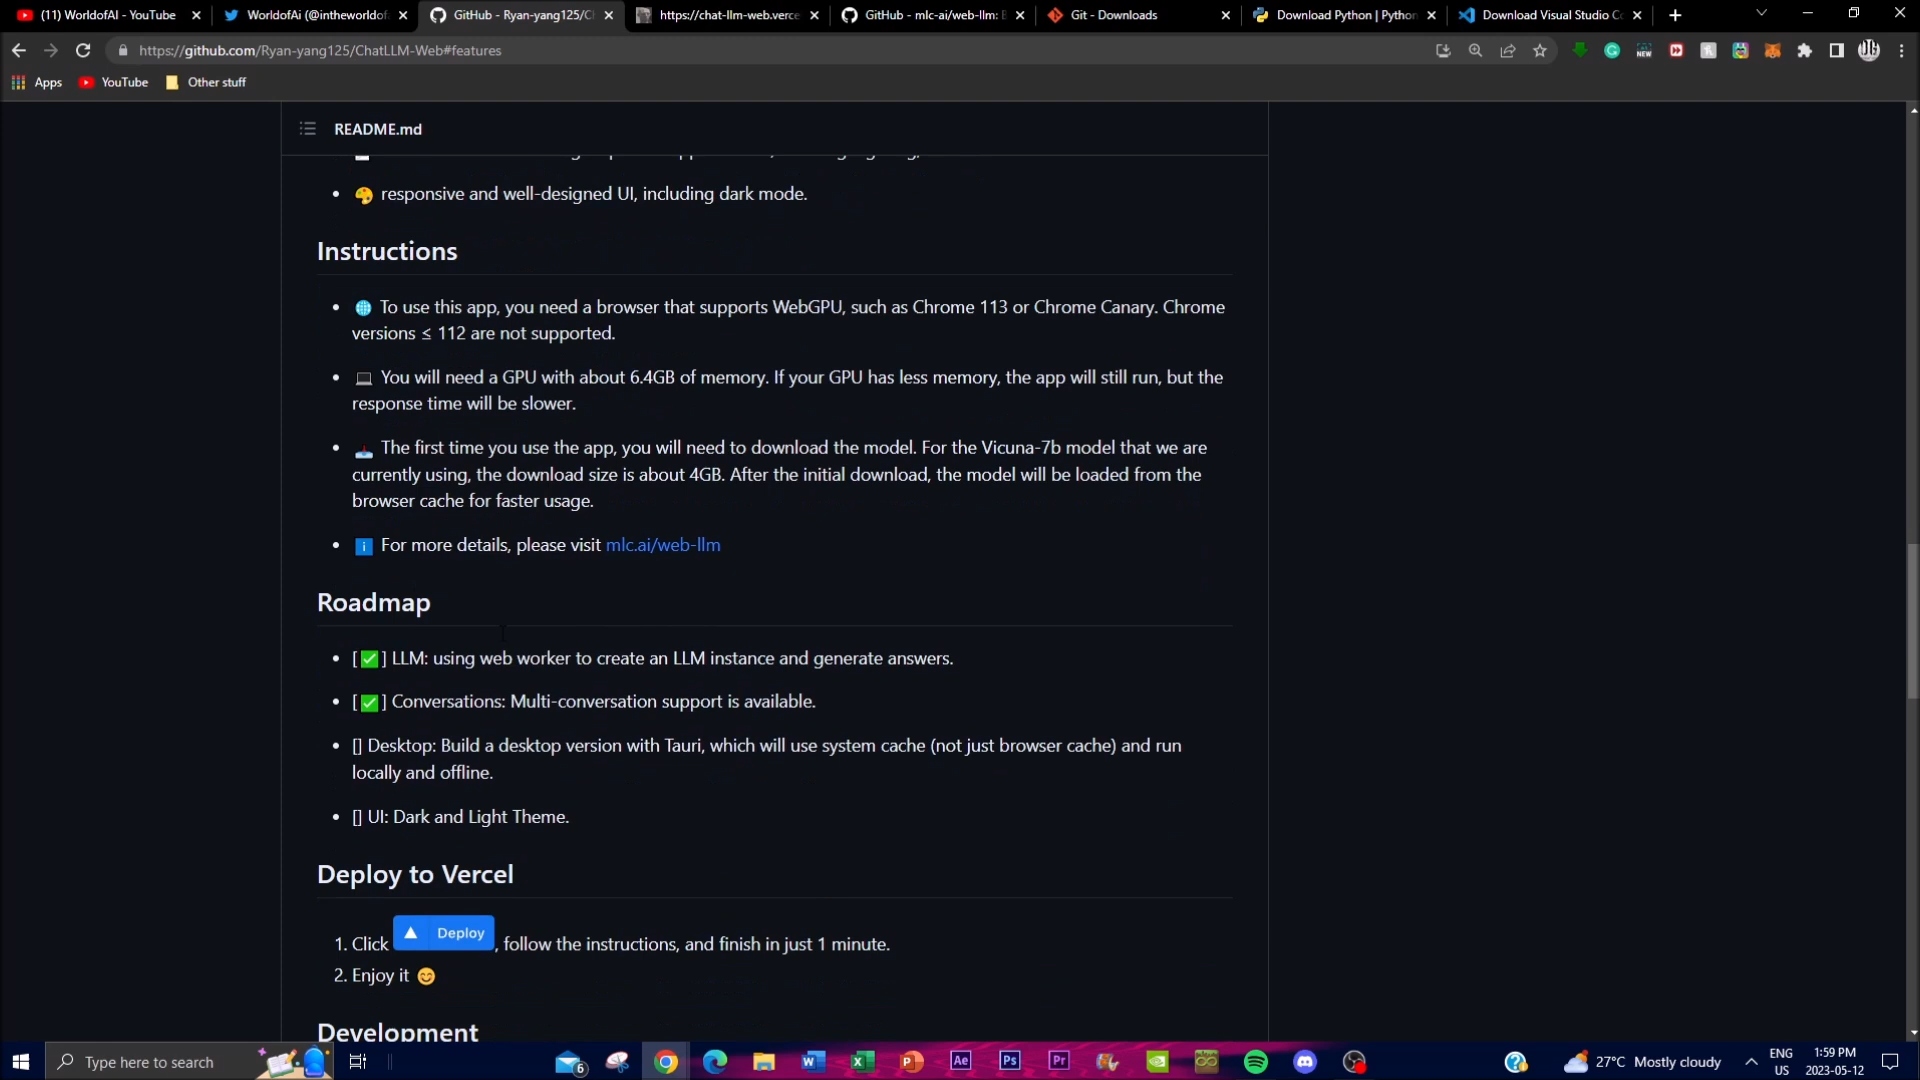 (11) WorldofAI - YouTube
WorldofAi (@intheworldof
GitHub - Ryan-yang125/C
https://chat-llm-web.verce
GitHub - mlc-ai/web-llm: B
Git - Downloads
Download Python | Python
Download Visual Studio Co
https://github.com/Ryan-yang125/ChatLLM-Web#features
NEW
Apps
YouTube
Other stuff
README.md
responsive and well-designed UI, including dark mode.
Instructions
To use this app, you need a browser that supports WebGPU, such as Chrome 113 or Chrome Canary. Chrome
versions ≤ 112 are not supported.
You will need a GPU with about 6.4GB of memory. If your GPU has less memory, the app will still run, but the
response time will be slower.
The first time you use the app, you will need to download the model. For the Vicuna-7b model that we are
currently using, the download size is about 4GB. After the initial download, the model will be loaded from the
browser cache for faster usage.
For more details, please visit mlc.ai/web-llm
Roadmap
[✅] LLM: using web worker to create an LLM instance and generate answers.
[✅] Conversations: Multi-conversation support is available.
[] Desktop: Build a desktop version with Tauri, which will use system cache (not just browser cache) and run
locally and offline.
[] UI: Dark and Light Theme.
Deploy to Vercel
1. Click Deploy, follow the instructions, and finish in just 1 minute.
2. Enjoy it 😊
Development
Type here to search
6
Ae
Ps
Pr
27°C Mostly cloudy
ENG
US
1:59 PM
2023-05-12